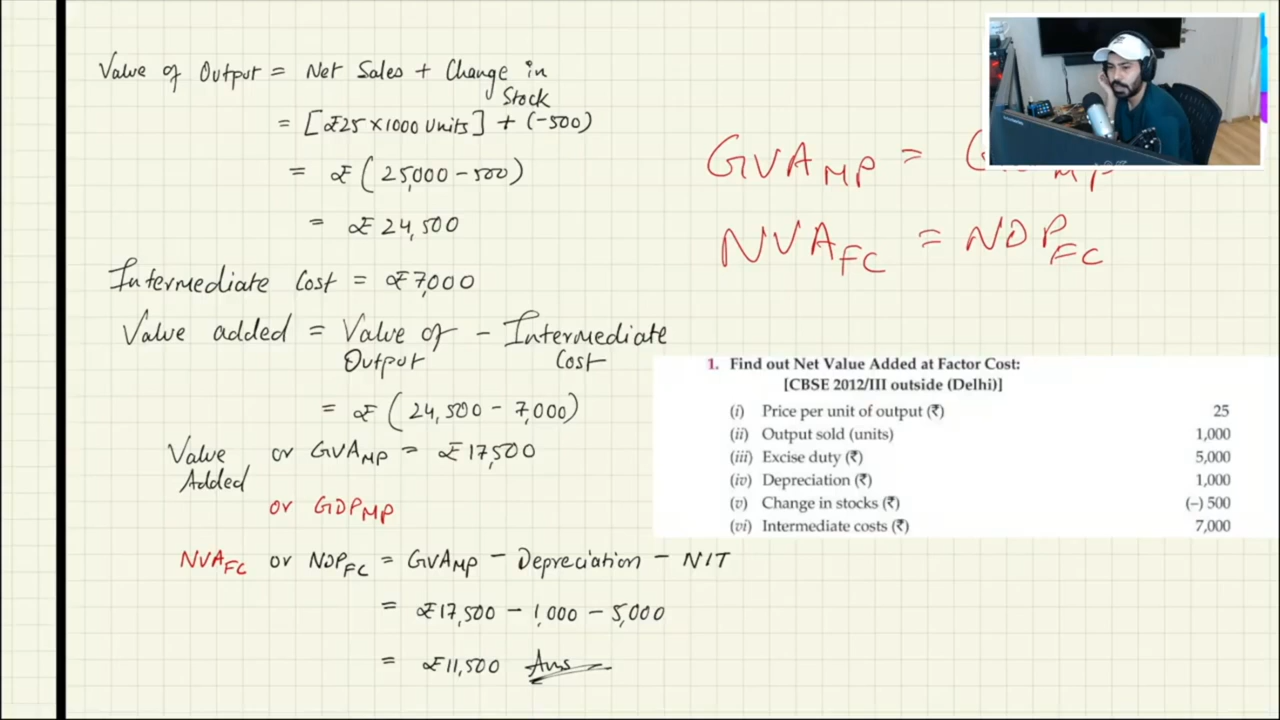 Value of Output = Net Sales + Change in
Stock
= [₹25 × 1000 Units] + (-500)
= ₹ (25,000 - 500)
= ₹ 24,500
Intermediate Cost = ₹7,000
Value added = Value of - Intermediate
Output Cost
= ₹ (24,500 - 7,000)
Value or GVAMP = ₹17,500
Added
or GDPMP
NVAFC or NDPFC = GVAMP - Depreciation - NIT
= ₹17,500 - 1,000 - 5,000
= ₹11,500 Ans
GVAMP = G MP
NVAFC = NDPFC
1. Find out Net Value Added at Factor Cost:
[CBSE 2012/III outside (Delhi)]
(i) Price per unit of output (₹) 25
(ii) Output sold (units) 1,000
(iii) Excise duty (₹) 5,000
(iv) Depreciation (₹) 1,000
(v) Change in stocks (₹) (–) 500
(vi) Intermediate costs (₹) 7,000